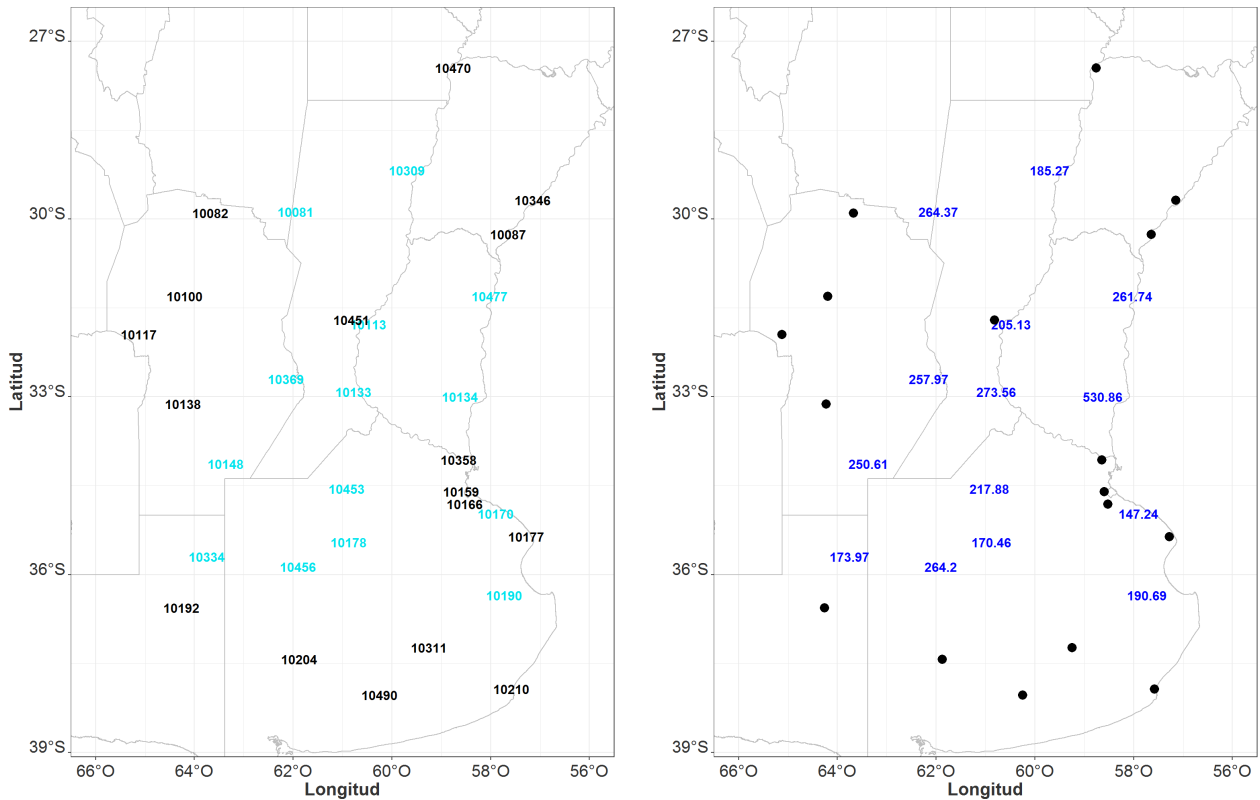 27°S
30°S
33°S
36°S
39°S
Latitud
10470
10309
10346
10082
10081
10087
10100
10477
10451
10113
10117
10369
10133
10134
10138
10148
10358
10453
10159
10166
10170
10177
10178
10334
10456
10190
10192
10311
10204
10210
10490
66°O
64°O
62°O
60°O
58°O
56°O
Longitud
27°S
30°S
33°S
36°S
39°S
Latitud
185.27
264.37
261.74
205.13
257.97
273.56
530.86
250.61
217.88
147.24
170.46
173.97
264.2
190.69
66°O
64°O
62°O
60°O
58°O
56°O
Longitud